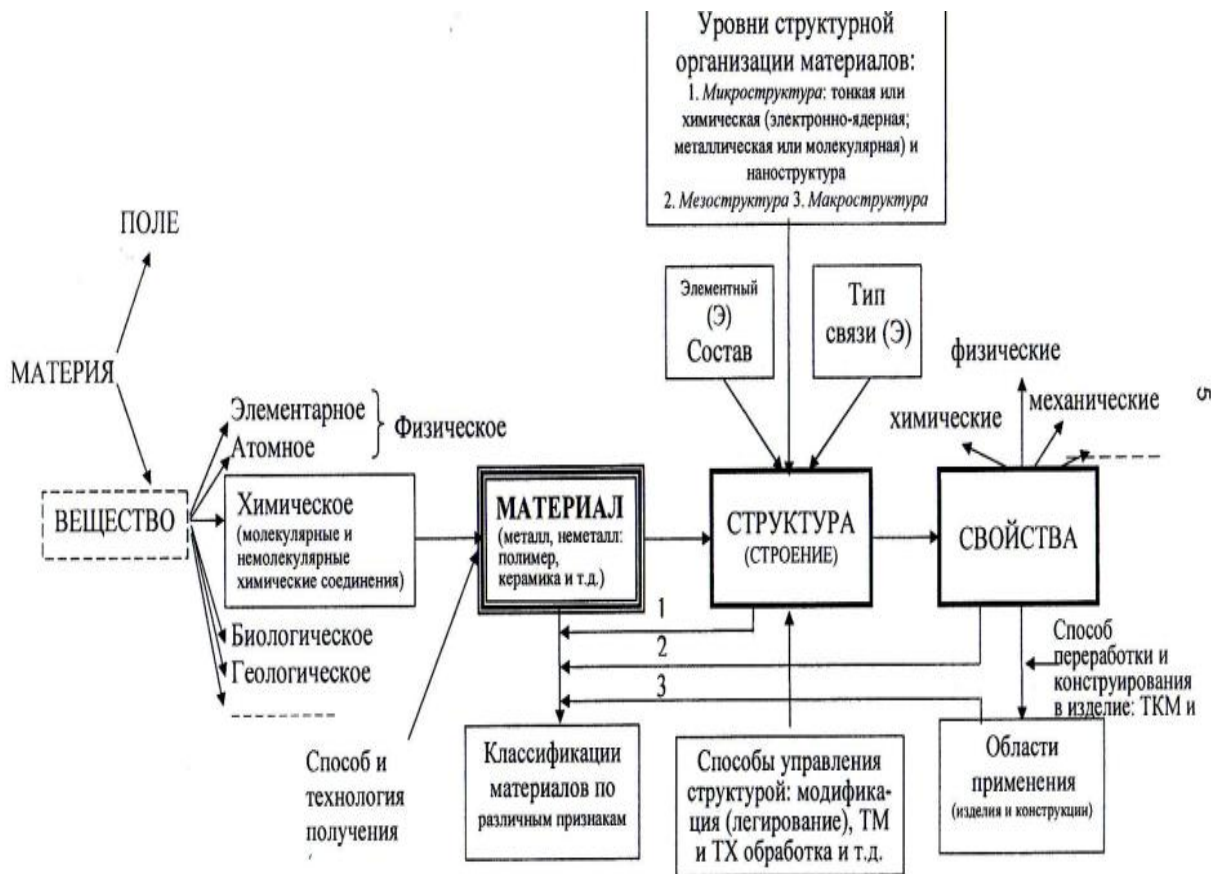 Уровни структурной
организации материалов:
1. Микроструктура: тонкая или
химическая (электронно-ядерная;
металлическая или молекулярная) и
наноструктура
2. Мезоструктура 3. Макроструктура
ПОЛЕ
МАТЕРИЯ
ВЕЩЕСТВО
Элементарное
Атомное
Физическое
Химическое
(молекулярные и
немолекулярные
химические соединения)
Биологическое
Геологическое
Способ и
технология
получения
МАТЕРИАЛ
(металл, неметалл:
полимер,
керамика и т.д.)
Элементный
(Э)
Состав
Тип
связи (Э)
СТРУКТУРА
(СТРОЕНИЕ)
химические
физические
механические
СВОЙСТВА
1
2
3
Классификации
материалов по
различным признакам
Способы управления
структурой: модифика-
ция (легирование), ТМ
и ТХ обработка и т.д.
Способ
переработки и
конструирования
в изделие: ТКМ и
Области
применения
(изделия и конструкции)
5